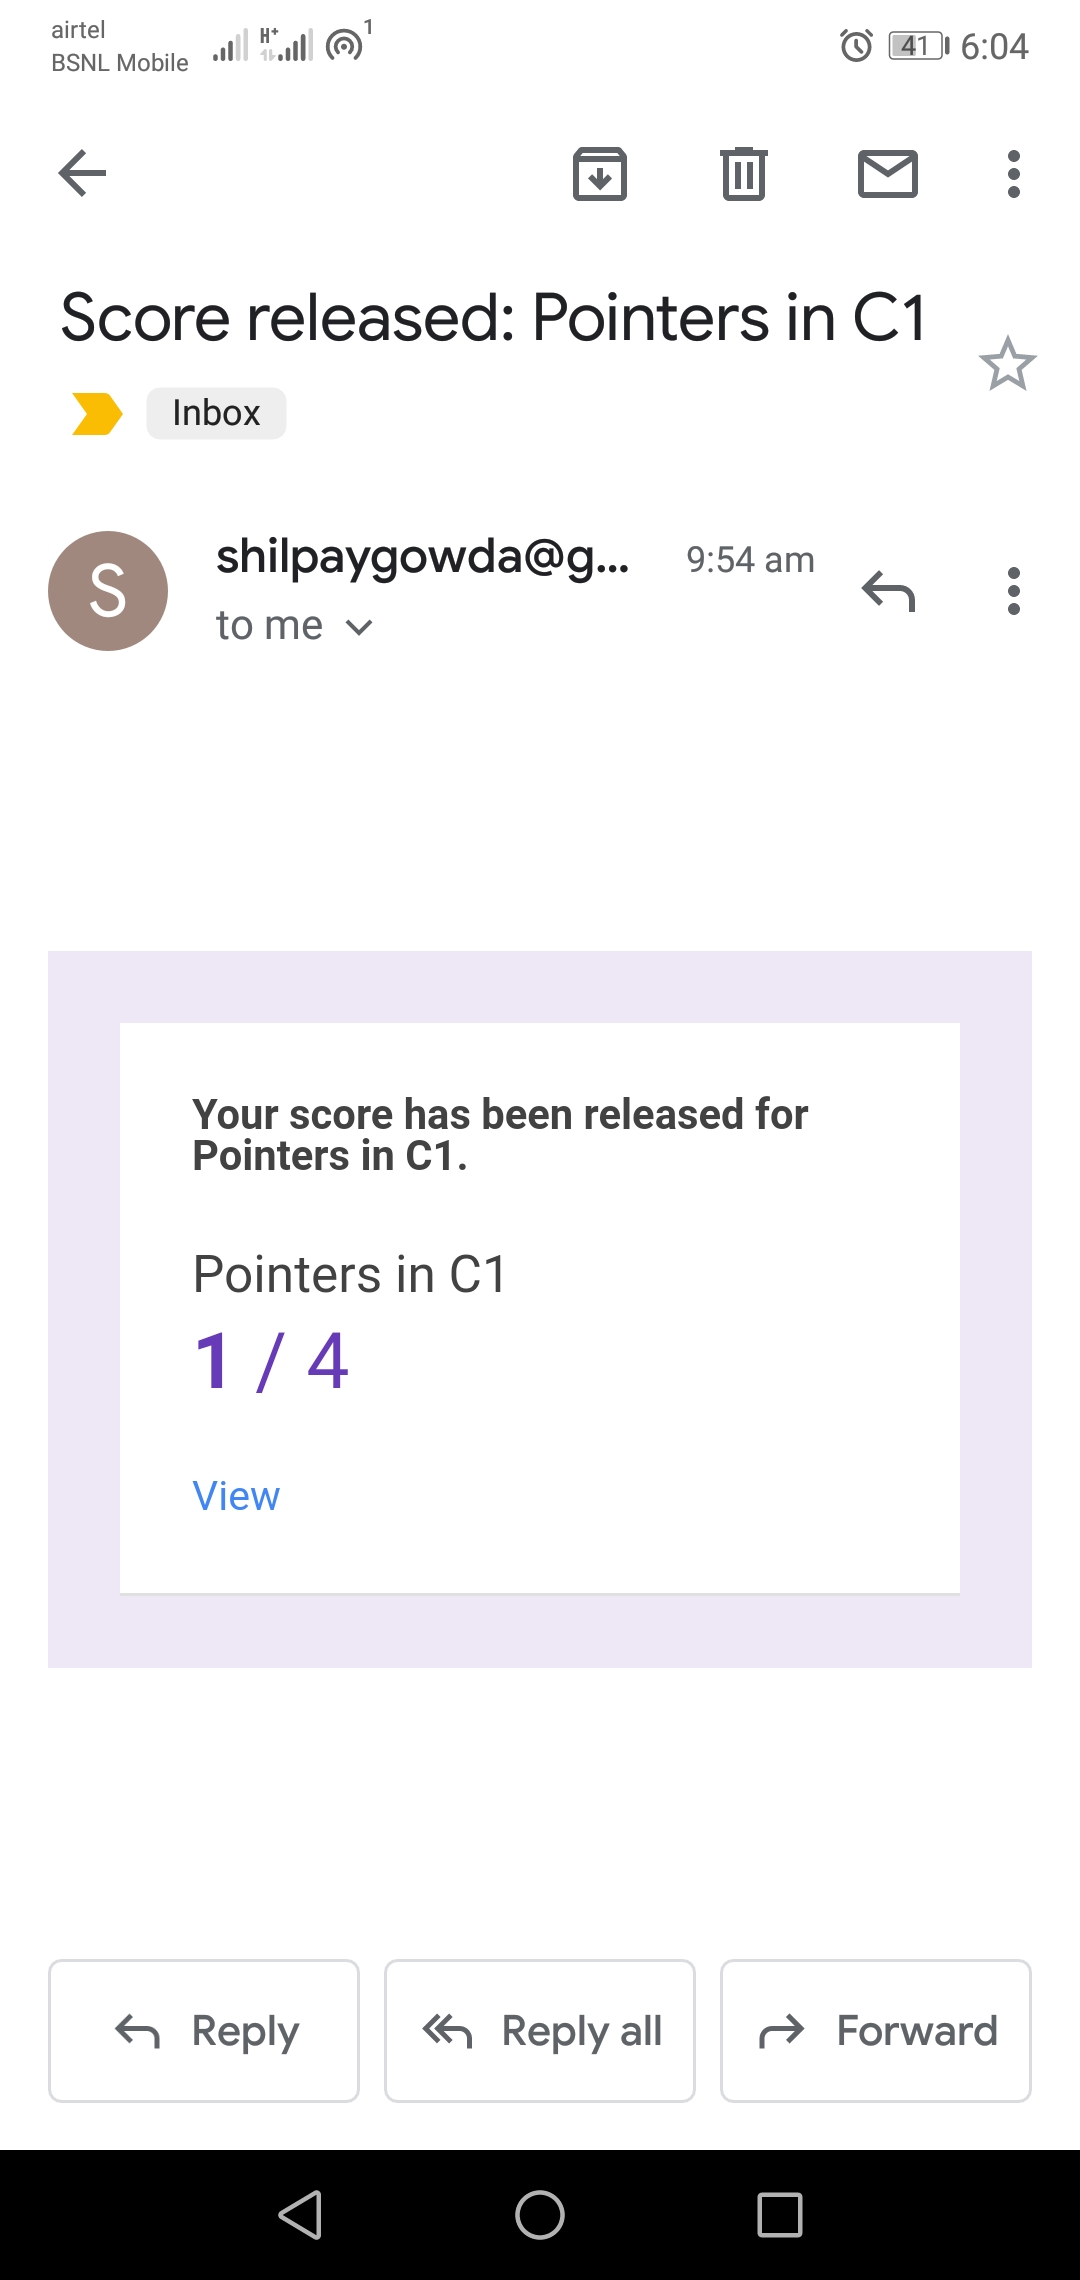 airtel
BSNL Mobile
H+
1
41
6:04
Score released: Pointers in C1
Inbox
S
shilpaygowda@g...
9:54 am
to me
Your score has been released for
Pointers in C1.
Pointers in C1
1 / 4
View
Reply
Reply all
Forward